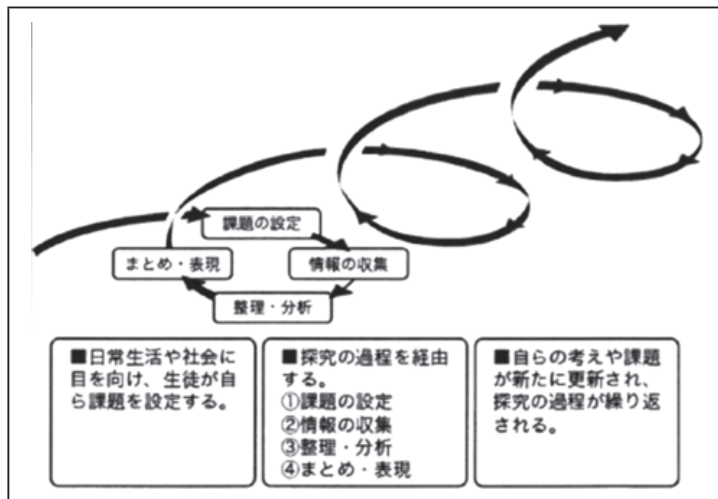 課題の設定
まとめ・表現
情報の収集
整理・分析
■日常生活や社会に
目を向け、生徒が自
ら課題を設定する。
■探究の過程を経由
する。
①課題の設定
②情報の収集
③整理・分析
④まとめ・表現
■自らの考えや課題
が新たに更新され、
探究の過程が繰り返
される。